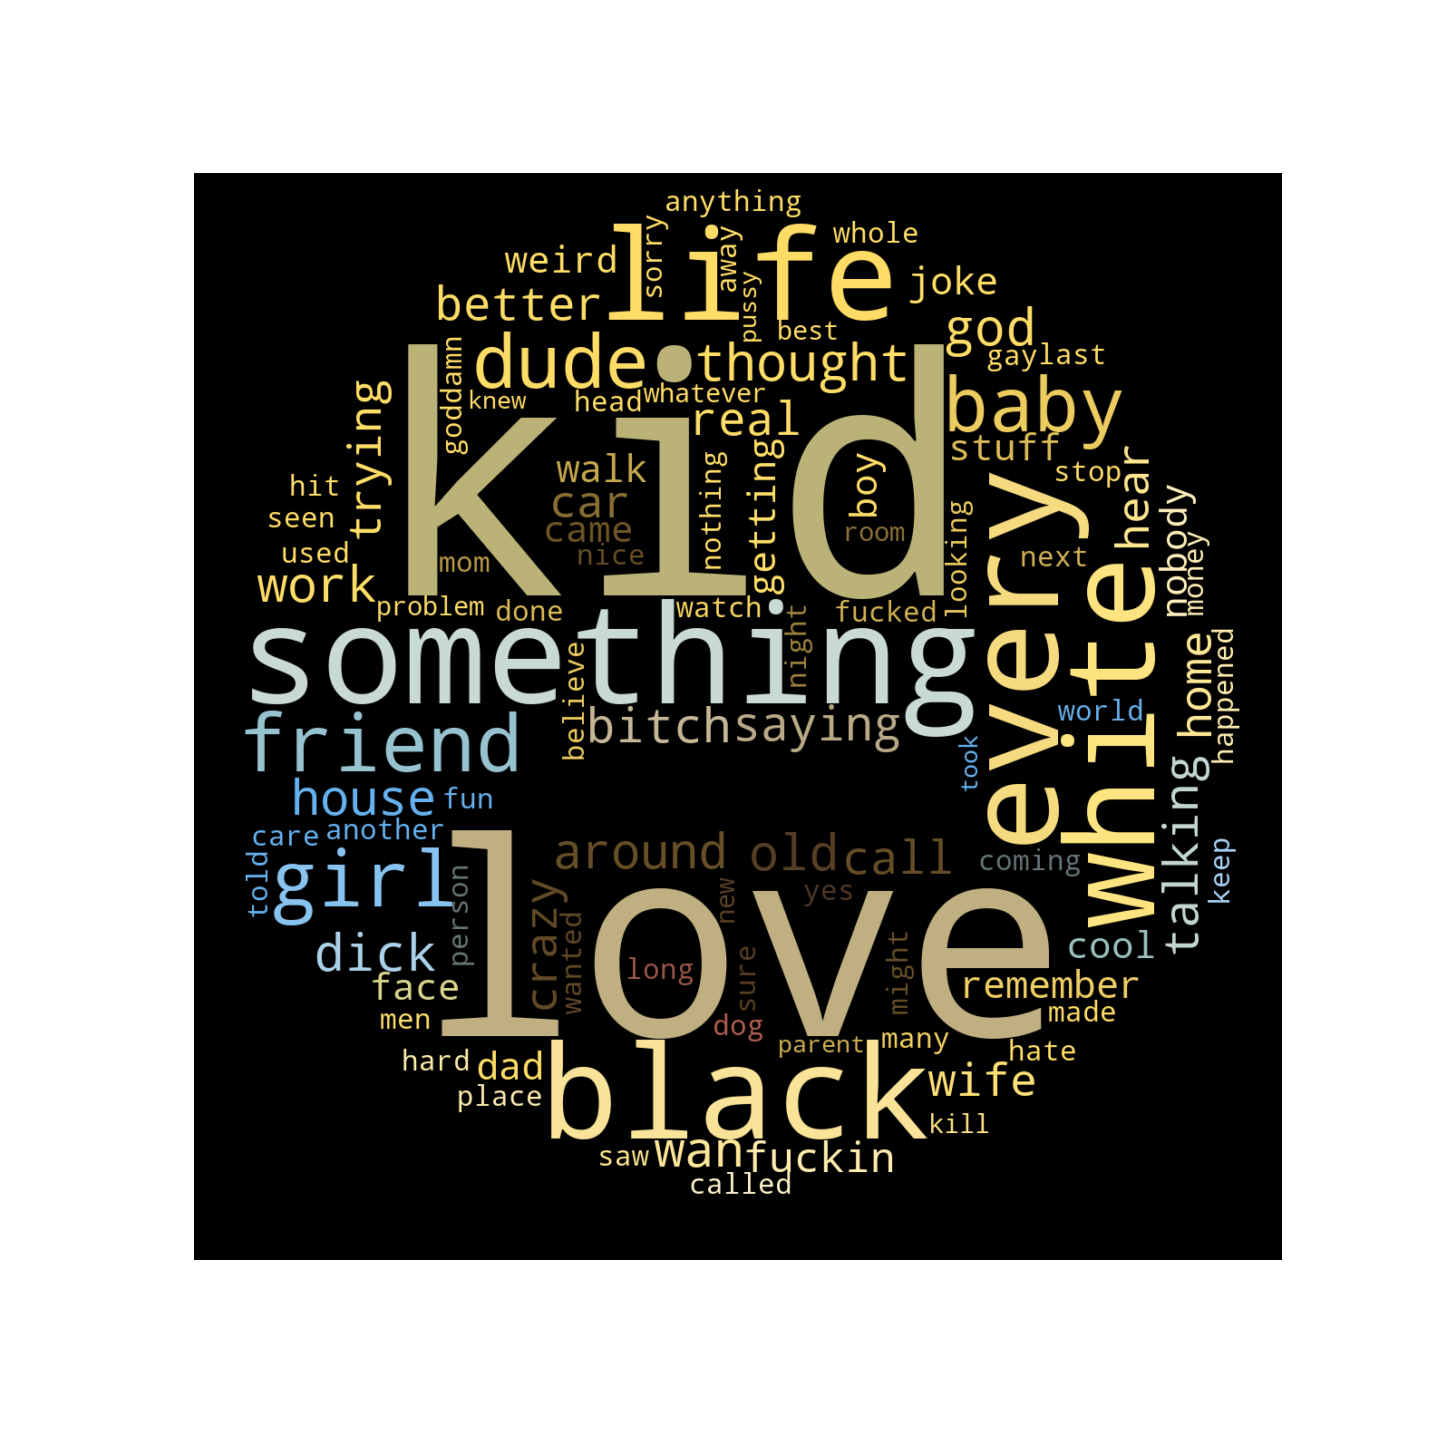 anything
life
whole
sorry
away
weird
joke
better
pussy
god
best
dude
thought
gaylast
goddamn
kid
whatever
knew
head
real
baby
trying
stuff
walk
hit
car
nothing
getting
boy
stop
hear
seen
came
nice
room
looking
every
next
nobody
used
mom
money
work
problem
done
watch
fucked
white
something
night
believe
home
happened
friend
bitch
saying
world
took
house
fun
talking
care
another
around
old
call
coming
keep
told
girl
person
love
crazy
new
yes
wanted
dick
cool
face
long
sure
might
remember
men
dog
made
parent
many
hate
hard
dad
black
wife
place
kill
saw
wan
fuckin
called